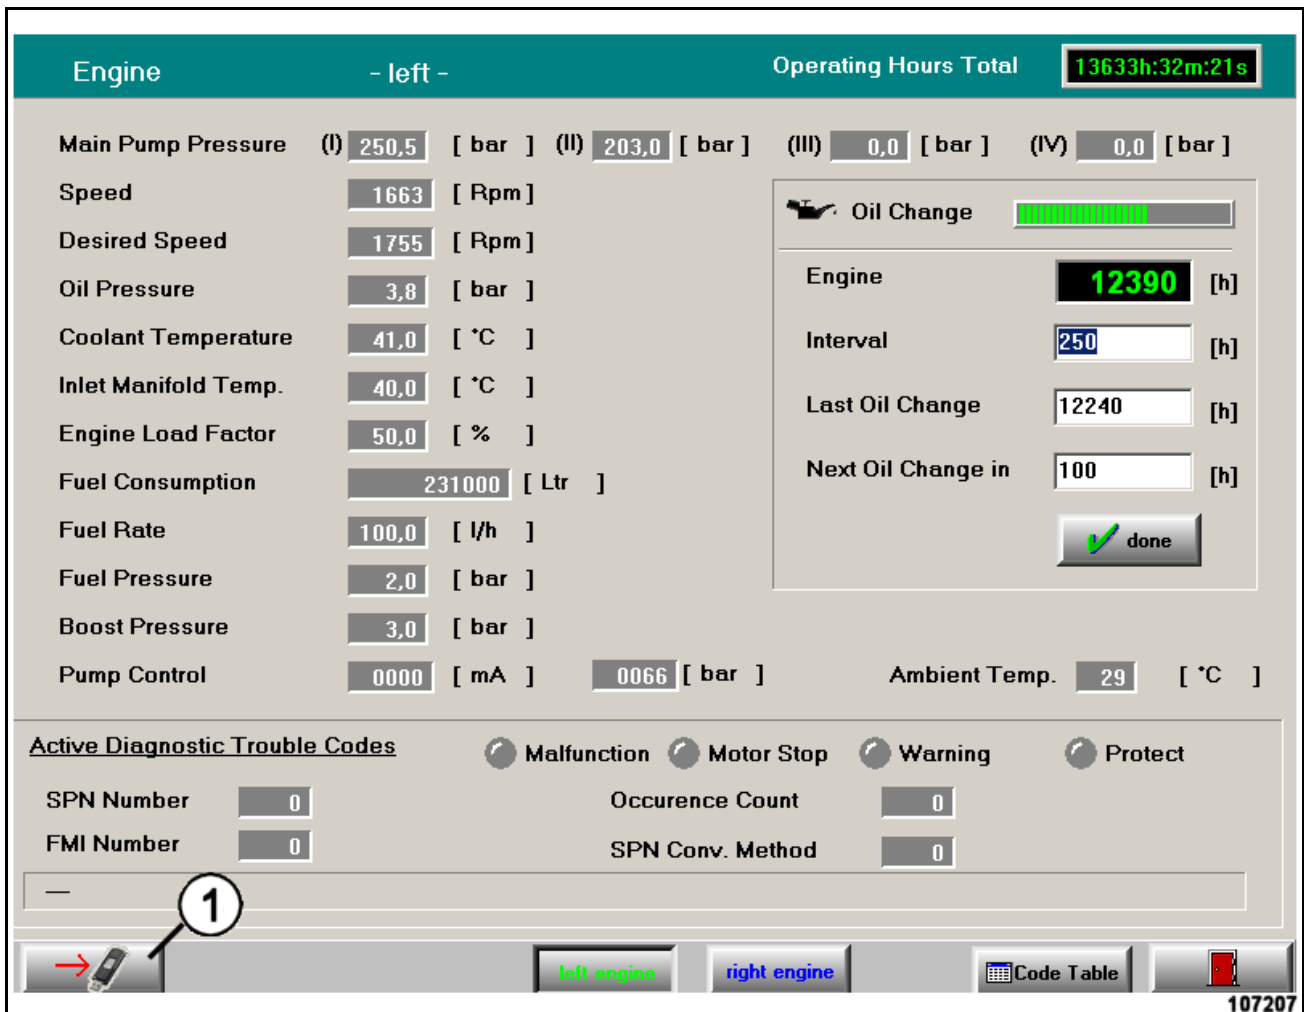 Engine - left - Operating Hours Total 13633h:32m:21s
Main Pump Pressure (I) 250,5 [ bar ] (II) 203,0 [ bar ] (III) 0,0 [ bar ] (IV) 0,0 [ bar ]
Speed 1663 [ Rpm ]
Desired Speed 1755 [ Rpm ]
Oil Pressure 3,8 [ bar ]
Coolant Temperature 41,0 [ °C ]
Inlet Manifold Temp. 40,0 [ °C ]
Engine Load Factor 50,0 [ % ]
Fuel Consumption 231000 [ Ltr ]
Fuel Rate 100,0 [ l/h ]
Fuel Pressure 2,0 [ bar ]
Boost Pressure 3,0 [ bar ]
Pump Control 0000 [ mA ] 0066 [ bar ] Ambient Temp. 29 [ °C ]
Oil Change
Engine 12390 [h]
Interval 250 [h]
Last Oil Change 12240 [h]
Next Oil Change in 100 [h]
done
Active Diagnostic Trouble Codes Malfunction Motor Stop Warning Protect
SPN Number 0 Occurence Count 0
FMI Number 0 SPN Conv. Method 0
—
1
left engine right engine Code Table
107207